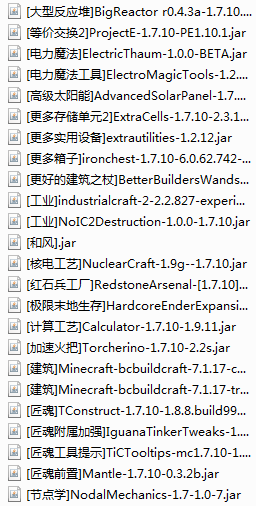 [大型反应堆]BigReactor r0.4.3a-1.7.10....
[等价交换2]ProjectE-1.7.10-PE1.10.1.jar
[电力魔法]ElectricThaum-1.0.0-BETA.jar
[电力魔法工具]ElectroMagicTools-1.2....
[高级太阳能]AdvancedSolarPanel-1.7....
[更多存储单元2]ExtraCells-1.7.10-2.3.1...
[更多实用设备]extrautilities-1.2.12.jar
[更多箱子]ironchest-1.7.10-6.0.62.742-...
[更好的建筑之杖]BetterBuildersWands...
[工业]industrialcraft-2-2.2.827-experi...
[工业]NoIC2Destruction-1.0.0-1.7.10.jar
[和风].jar
[核电工艺]NuclearCraft-1.9g--1.7.10.jar
[红石兵工厂]RedstoneArsenal-[1.7.10]...
[极限末地生存]HardcoreEnderExpansi...
[计算工艺]Calculator-1.7.10-1.9.11.jar
[加速火把]Torcherino-1.7.10-2.2s.jar
[建筑]Minecraft-bcbuildcraft-7.1.17-c...
[建筑]Minecraft-bcbuildcraft-7.1.17-tr...
[匠魂]TConstruct-1.7.10-1.8.8.build99...
[匠魂附属加强]IguanaTinkerTweaks-1....
[匠魂工具提示]TiCTooltips-mc1.7.10-1....
[匠魂前置]Mantle-1.7.10-0.3.2b.jar
[节点学]NodalMechanics-1.7-1.0-7.jar